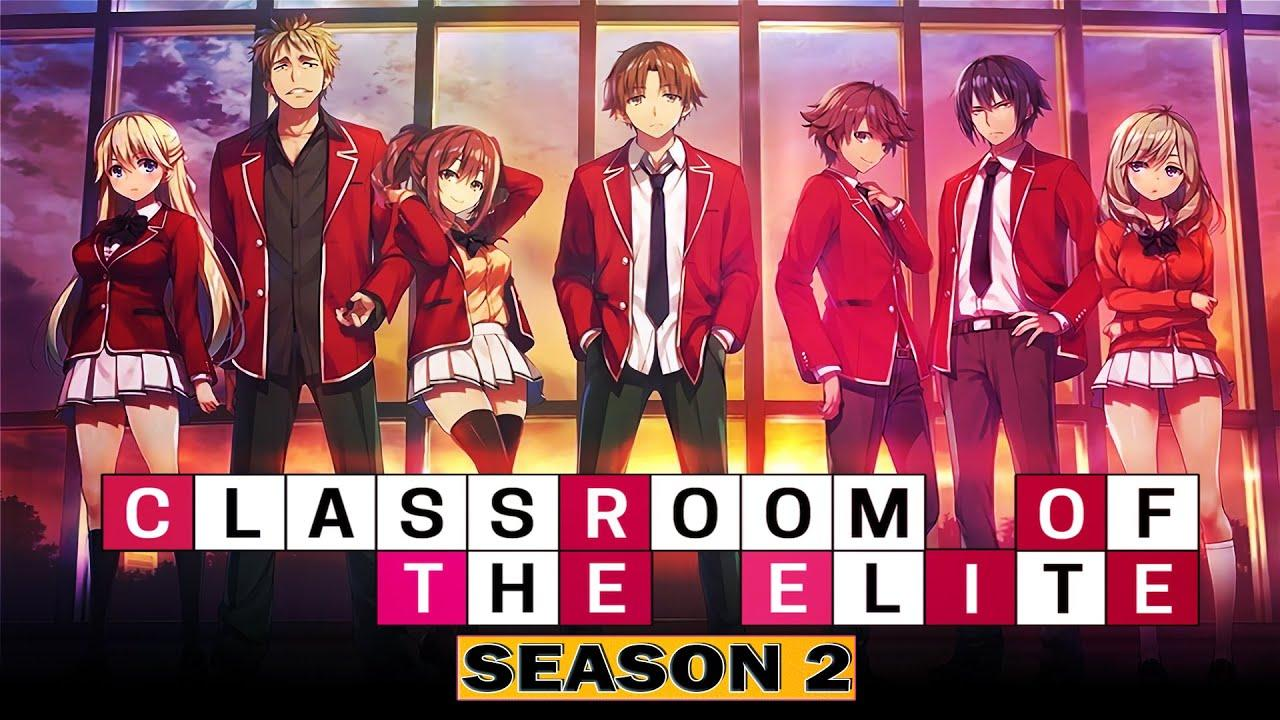 CLASSROOM OF
THE ELITE
SEASON 2